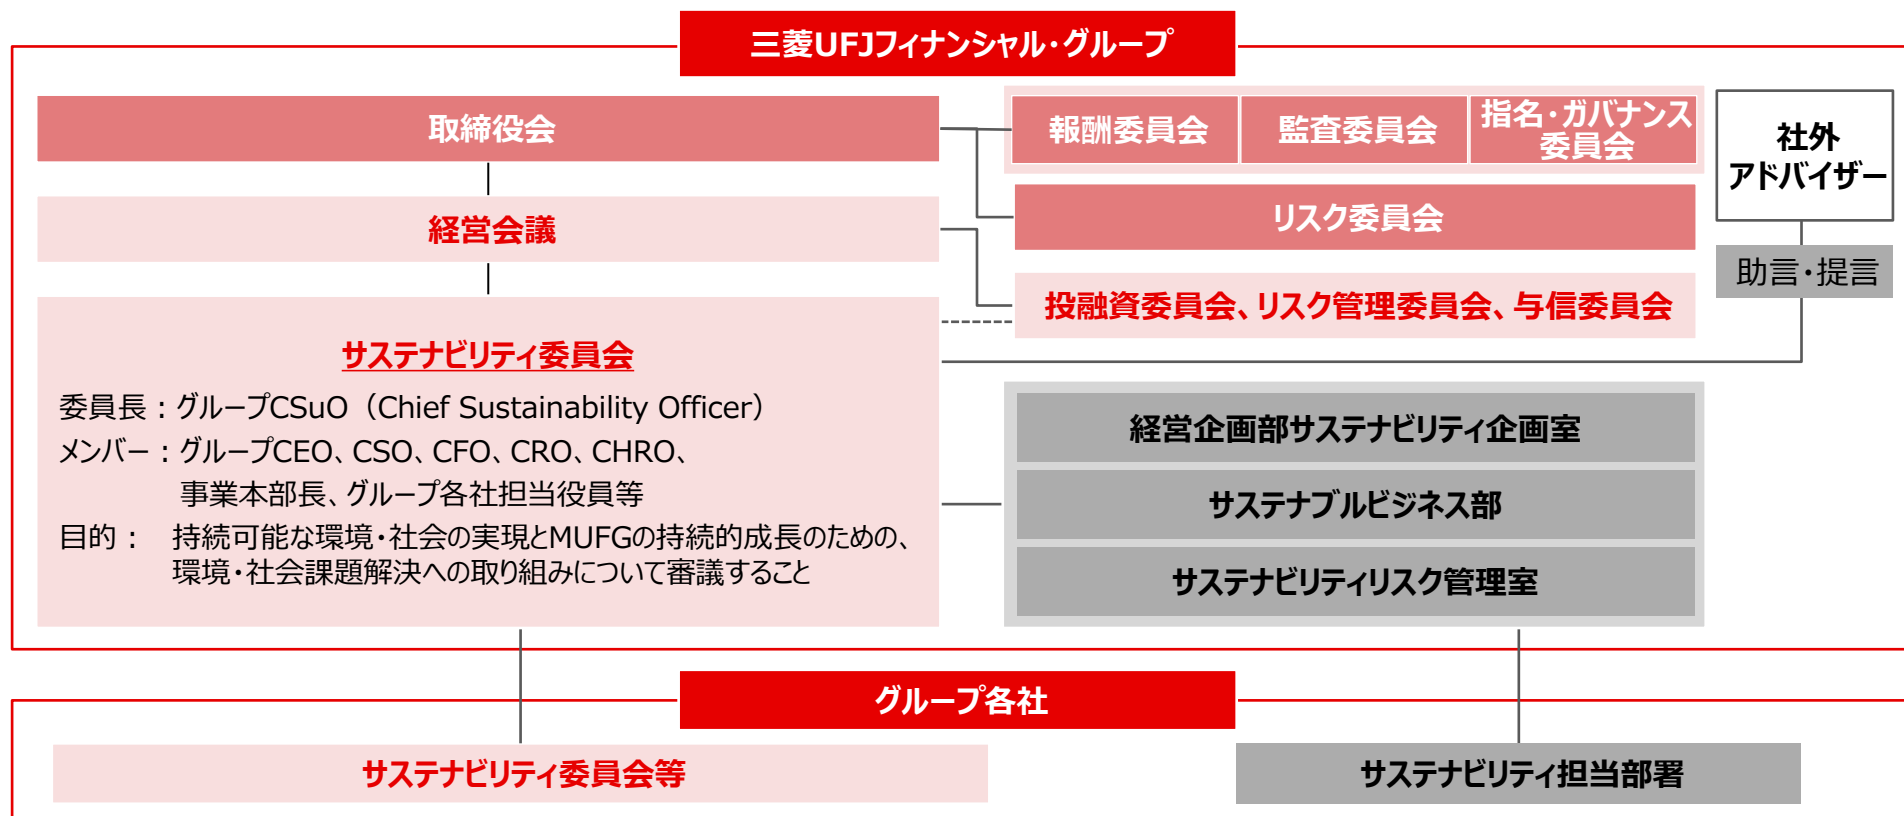 三菱UFJフィナンシャル・グループ
取締役会
報酬委員会
監査委員会
指名・ガバナンス
委員会
社外
アドバイザー
経営会議
リスク委員会
助言・提言
投融資委員会、リスク管理委員会、与信委員会
サステナビリティ委員会
委員長：グループCSuO（Chief Sustainability Officer）
メンバー：グループCEO、CSO、CFO、CRO、CHRO、
事業本部長、グループ各社担当役員等
目的： 持続可能な環境・社会の実現とMUFGの持続的成長のための、
環境・社会課題解決への取り組みについて審議すること
経営企画部サステナビリティ企画室
サステナブルビジネス部
サステナビリティリスク管理室
グループ各社
サステナビリティ委員会等
サステナビリティ担当部署